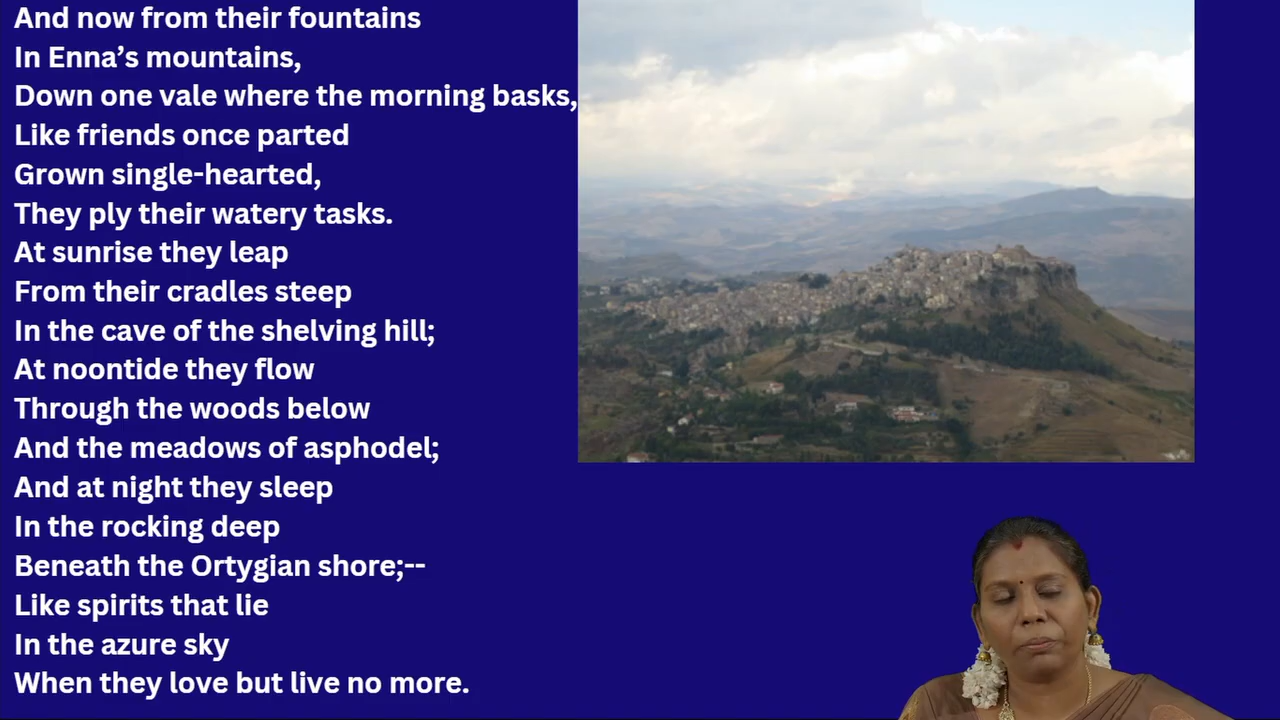 And now from their fountains
In Enna’s mountains,
Down one vale where the morning basks,
Like friends once parted
Grown single-hearted,
They ply their watery tasks.
At sunrise they leap
From their cradles steep
In the cave of the shelving hill;
At noontide they flow
Through the woods below
And the meadows of asphodel;
And at night they sleep
In the rocking deep
Beneath the Ortygian shore;--
Like spirits that lie
In the azure sky
When they love but live no more.